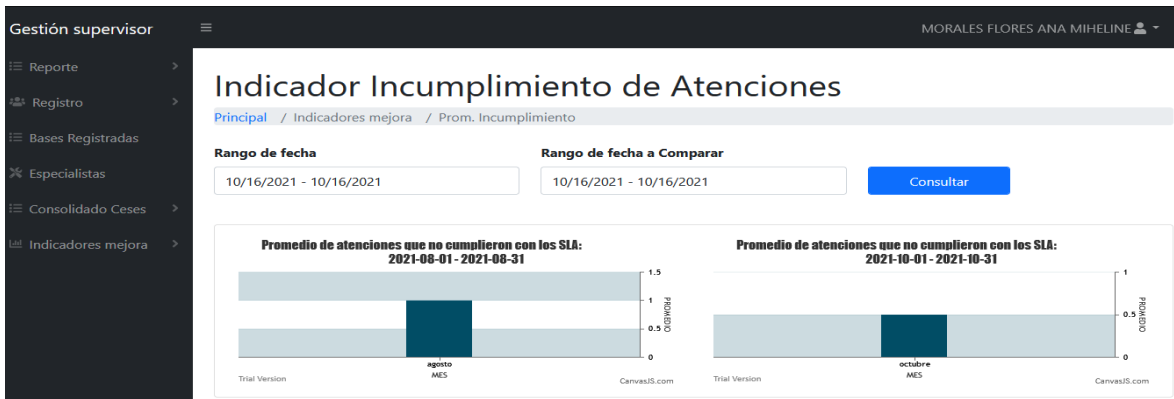 Gestión supervisor
MORALES FLORES ANA MIHELINE
Reporte
Registro
Bases Registradas
Especialistas
Consolidado Ceses
Indicadores mejora
Indicador Incumplimiento de Atenciones
Principal / Indicadores mejora / Prom. Incumplimiento
Rango de fecha
Rango de fecha a Comparar
10/16/2021 - 10/16/2021
10/16/2021 - 10/16/2021
Consultar
Promedio de atenciones que no cumplieron con los SLA:
2021-08-01 - 2021-08-31
1.5
1
0.5
0
PROMEDIO
agosto
MES
Trial Version
CanvasJS.com
Promedio de atenciones que no cumplieron con los SLA:
2021-10-01 - 2021-10-31
1
0.5
0
PROMEDIO
octubre
MES
Trial Version
CanvasJS.com